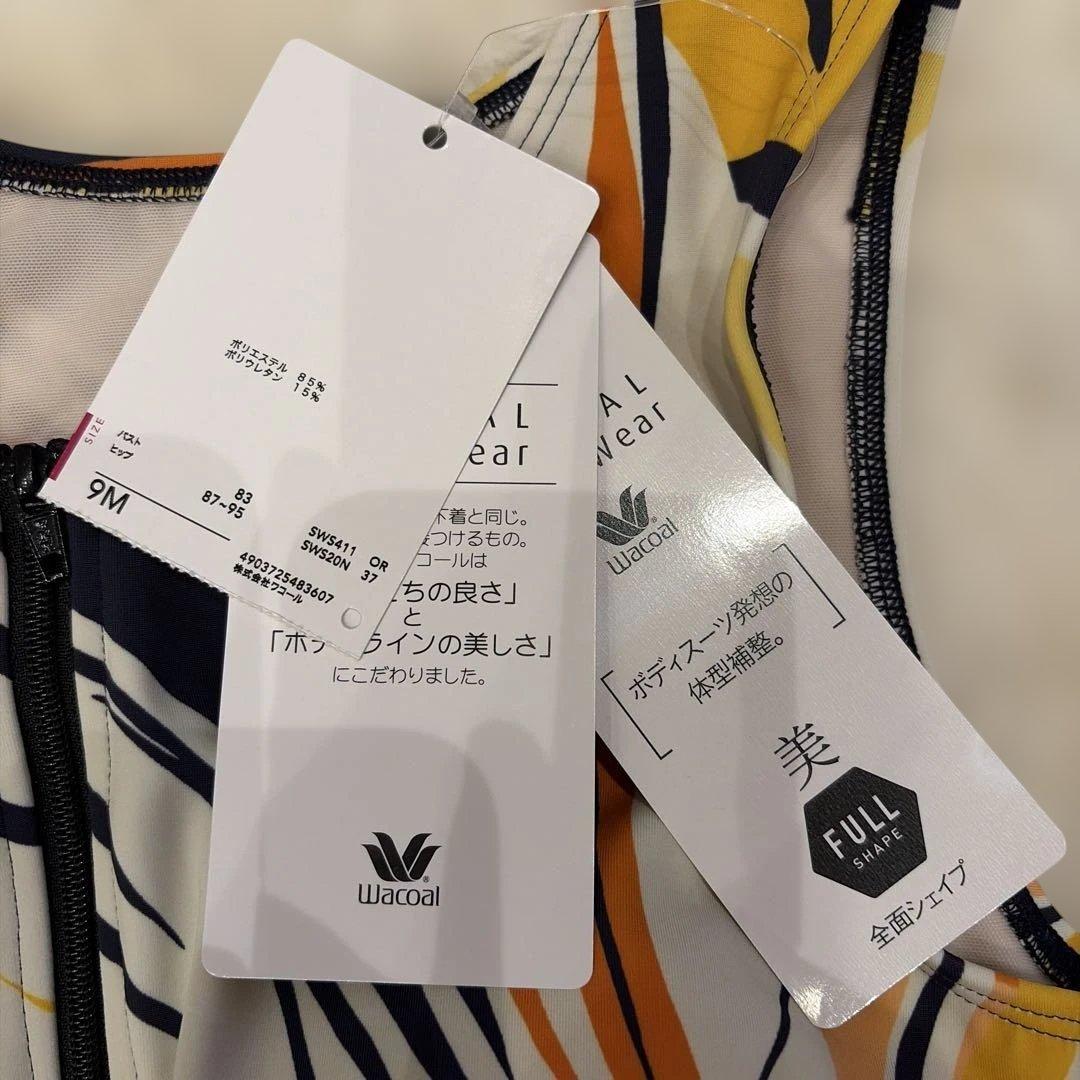 ポリエステル 85%
ポリウレタン 15%
SIZE
バスト 83
ヒップ 87~95
9M
SWS411 OR
SWS20N 37
4903725483607
株式会社ワコール
AL
ear
下着と同じ。
つけるもの。
コールは
ちの良さ」
と
「ボデ ラインの美しさ」
にこだわりました。
Wacoal
AL
Wear
Wacoal
ボディスーツ発想の
体型補整。
美
FULL
SHAPE
全面シェイプ